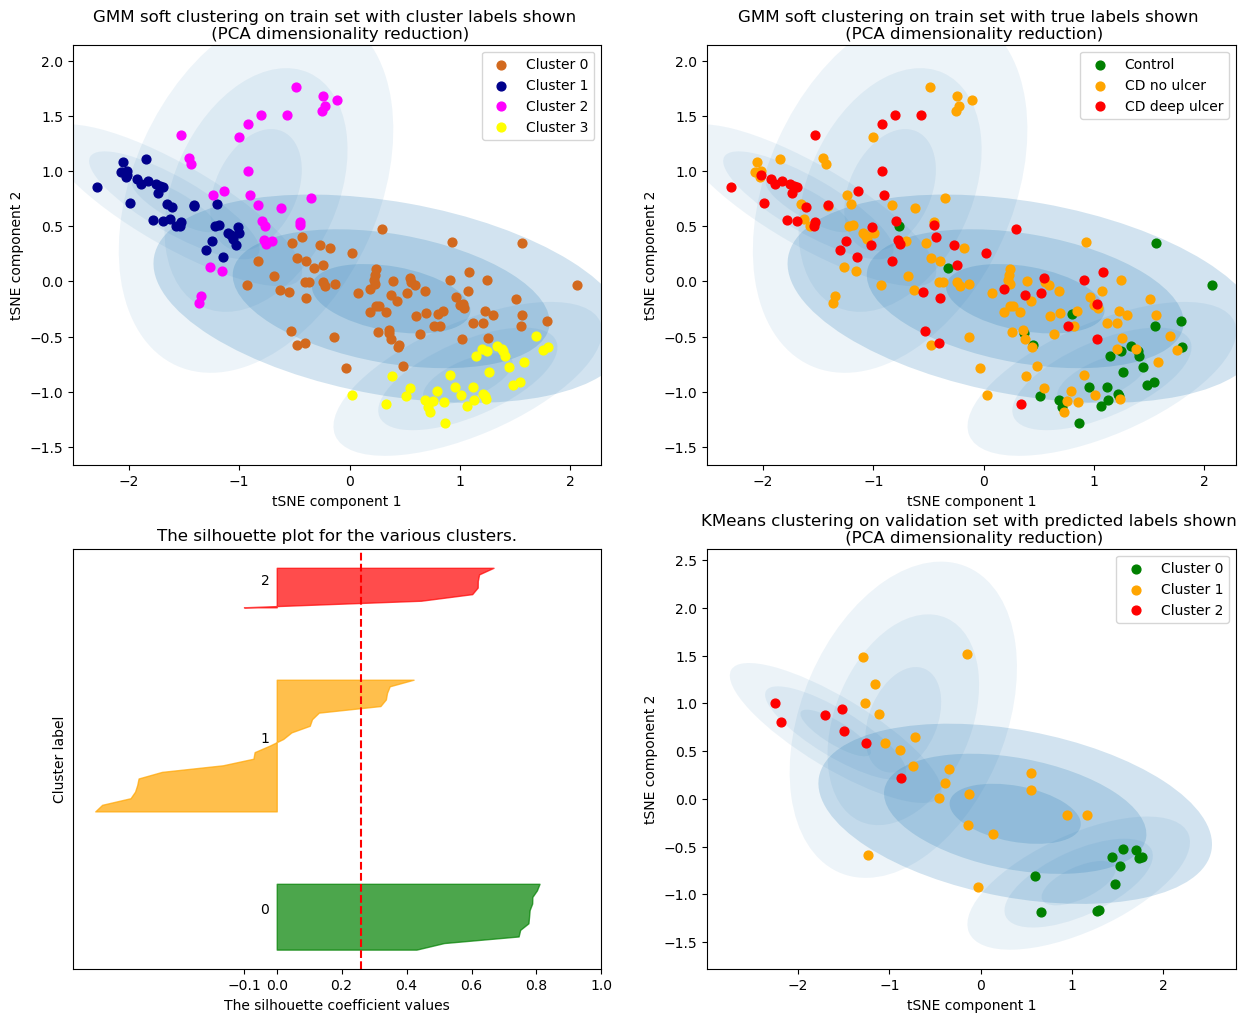 GMM soft clustering on train set with cluster labels shown
(PCA dimensionality reduction)
Cluster 0
Cluster 1
Cluster 2
Cluster 3
2.0
1.5
1.0
0.5
0.0
−0.5
−1.0
−1.5
tSNE component 2
−2
−1
0
1
2
tSNE component 1
GMM soft clustering on train set with true labels shown
(PCA dimensionality reduction)
Control
CD no ulcer
CD deep ulcer
2.0
1.5
1.0
0.5
0.0
−0.5
−1.0
−1.5
tSNE component 2
−2
−1
0
1
2
tSNE component 1
The silhouette plot for the various clusters.
2
1
0
Cluster label
−0.1
0.0
0.2
0.4
0.6
0.8
1.0
The silhouette coefficient values
KMeans clustering on validation set with predicted labels shown
(PCA dimensionality reduction)
Cluster 0
Cluster 1
Cluster 2
2.5
2.0
1.5
1.0
0.5
0.0
−0.5
−1.0
−1.5
tSNE component 2
−2
−1
0
1
2
tSNE component 1